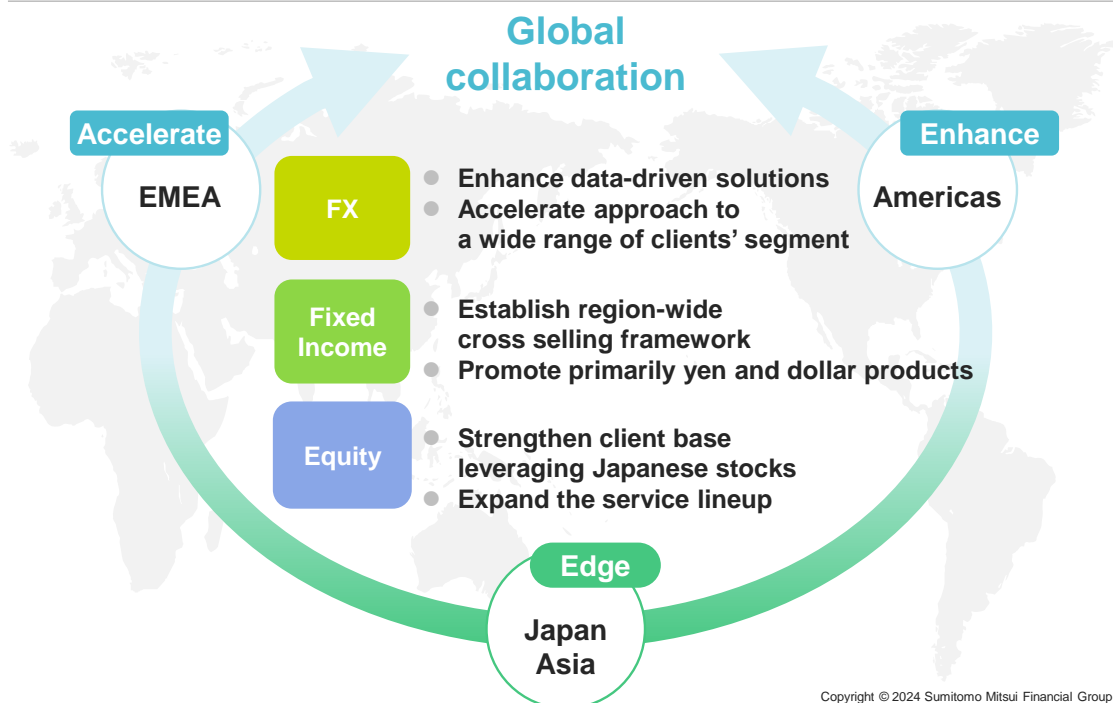 Global
collaboration
Accelerate
EMEA
Enhance
Americas
FX
Enhance data-driven solutions
Accelerate approach to
a wide range of clients’ segment
Fixed
Income
Establish region-wide
cross selling framework
Promote primarily yen and dollar products
Equity
Strengthen client base
leveraging Japanese stocks
Expand the service lineup
Edge
Japan
Asia
Copyright © 2024 Sumitomo Mitsui Financial Group